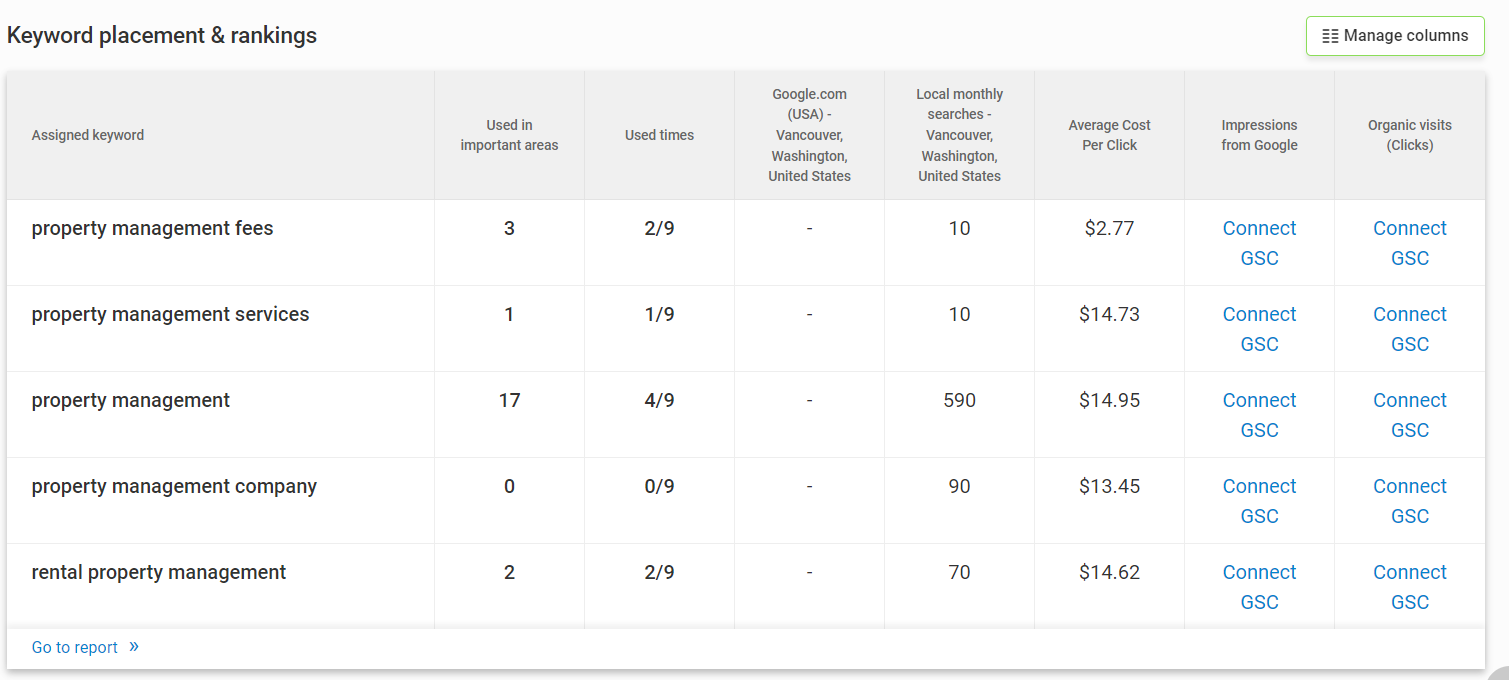 Keyword placement & rankings
Manage columns
Assigned keyword
Used in
important areas
Used times
Google.com
(USA) -
Vancouver,
Washington,
United States
Local monthly
searches -
Vancouver,
Washington,
United States
Average Cost
Per Click
Impressions
from Google
Organic visits
(Clicks)
property management fees 3 2/9 - 10 $2.77 Connect GSC Connect GSC
property management services 1 1/9 - 10 $14.73 Connect GSC Connect GSC
property management 17 4/9 - 590 $14.95 Connect GSC Connect GSC
property management company 0 0/9 - 90 $13.45 Connect GSC Connect GSC
rental property management 2 2/9 - 70 $14.62 Connect GSC Connect GSC
Go to report »